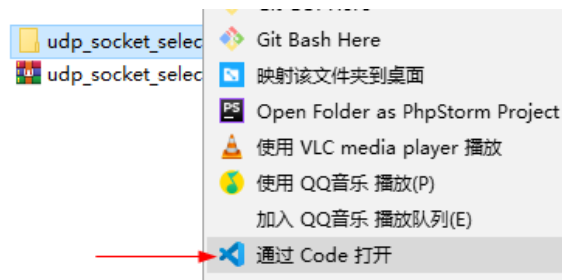 udp_socket_selec
udp_socket_selec
Git Bash Here
映射该文件夹到桌面
PS
Open Folder as PhpStorm Project
使用 VLC media player 播放
使用 QQ音乐 播放(P)
加入 QQ音乐 播放队列(E)
通过 Code 打开